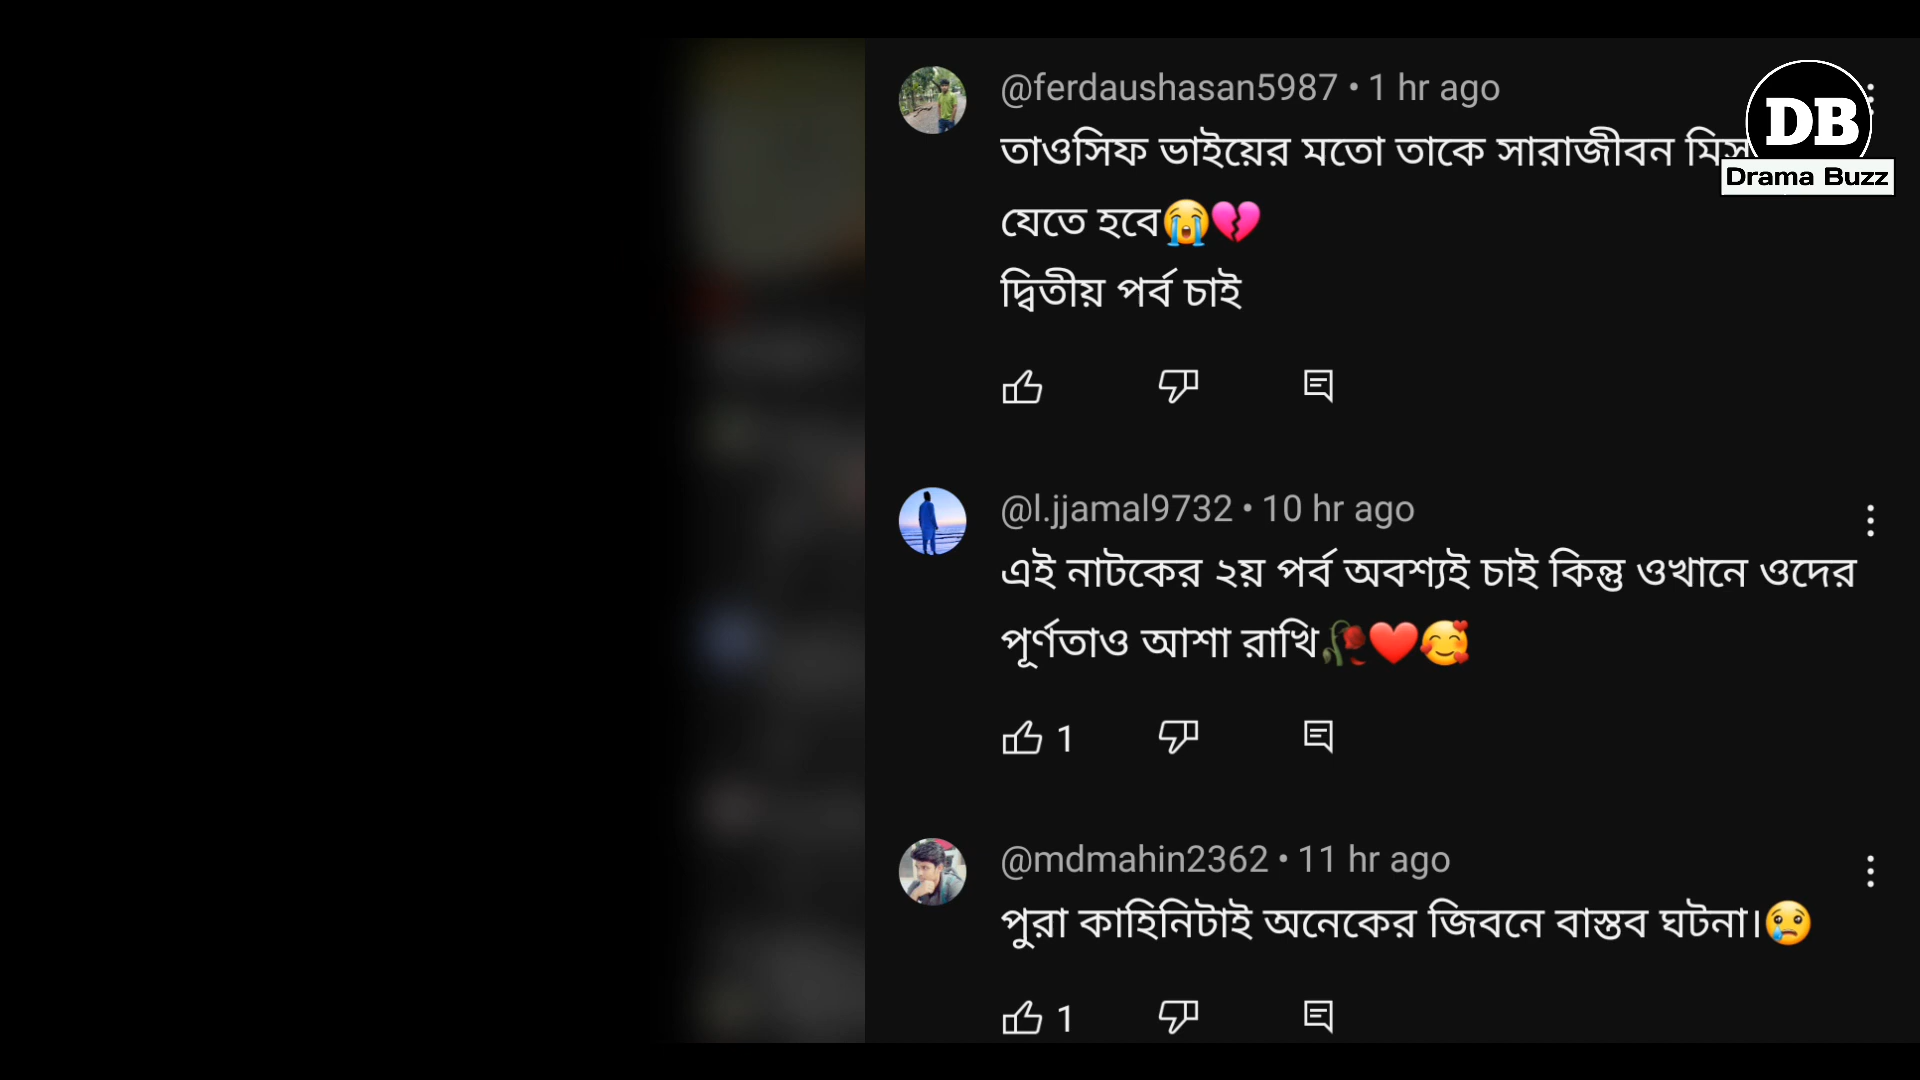 @ferdaushasan5987 • 1 hr ago
তাওসিফ ভাইয়ের মতো তাকে সারাজীবন
যেতে হবে😭💔
দ্বিতীয় পর্ব চাই
DB
Drama Buzz
@l.jjamal9732 • 10 hr ago
এই নাটকের ২য় পর্ব অবশ্যই চাই কিন্তু ওখানে ওদের
পূর্ণতাও আশা রাখি🥀❤️🥰
1
@mdmahin2362 • 11 hr ago
পুরা কাহিনিটাই অনেকের জিবনে বাস্তব ঘটনা।😢
1